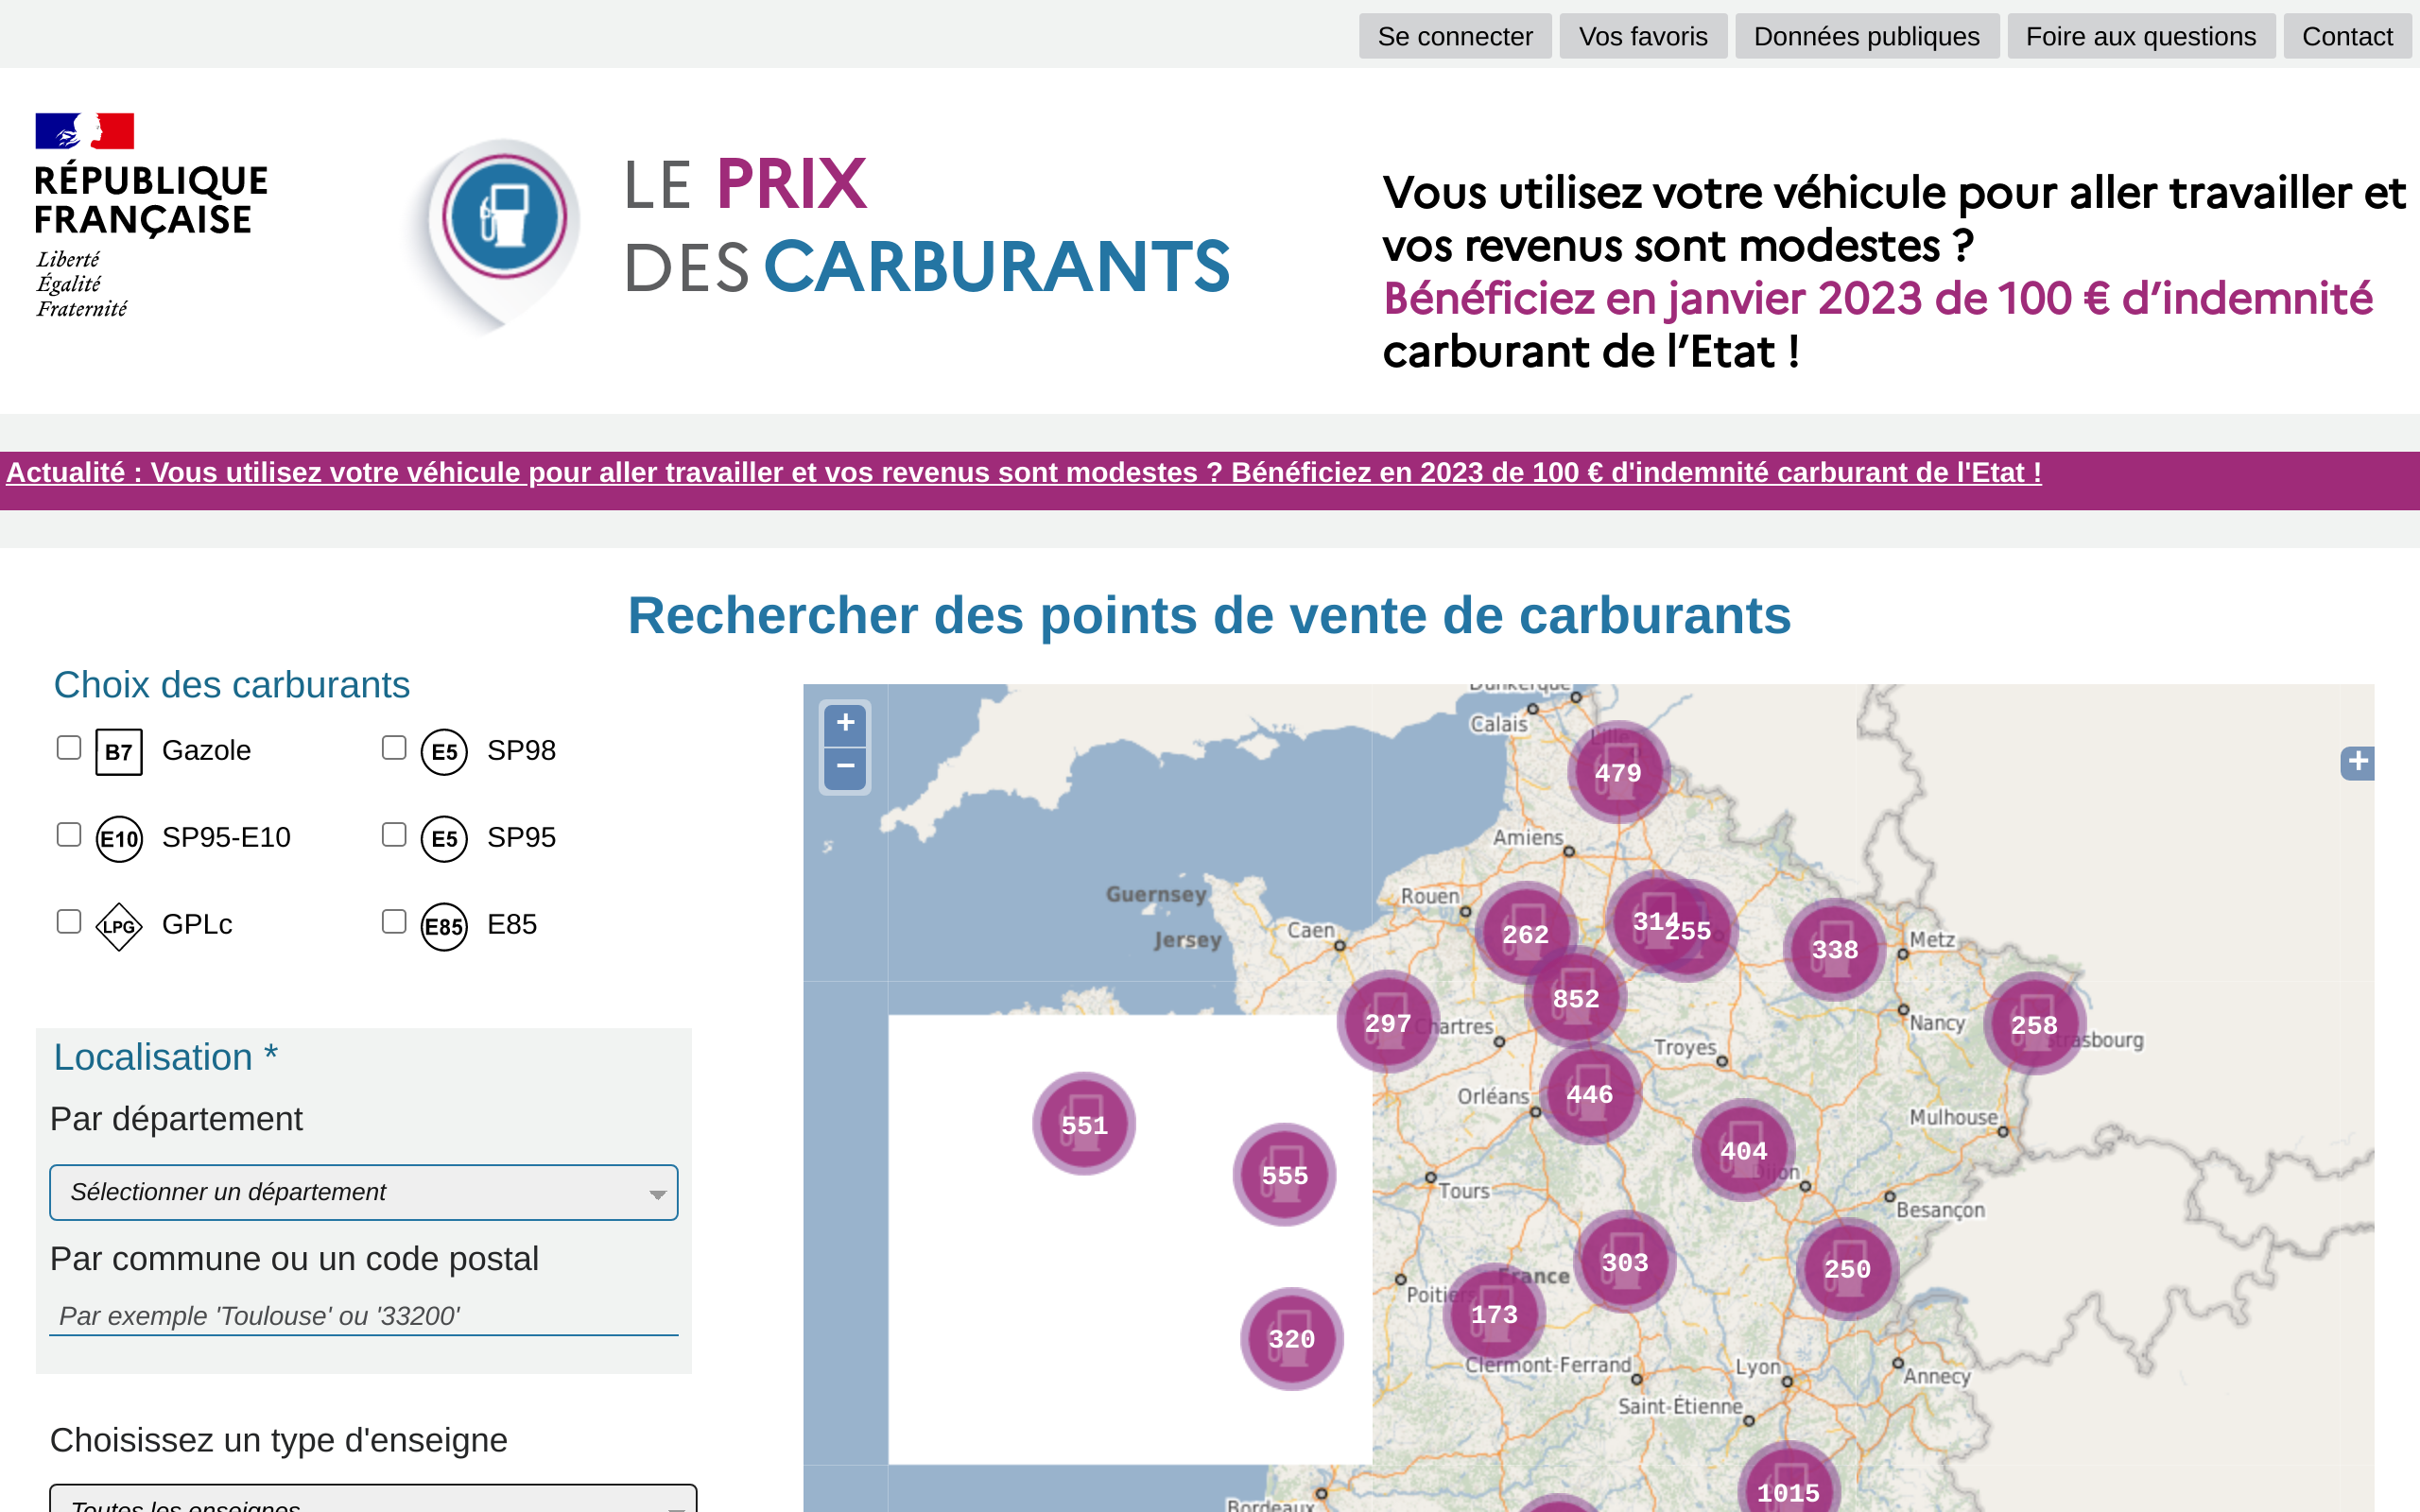 Se connecter
Vos favoris
Données publiques
Foire aux questions
Contact
RÉPUBLIQUE
FRANÇAISE
Liberté
Égalité
Fraternité
LE PRIX
DES CARBURANTS
Vous utilisez votre véhicule pour aller travailler et
vos revenus sont modestes ?
Bénéficiez en janvier 2023 de 100 € d’indemnité
carburant de l’Etat !
Actualité : Vous utilisez votre véhicule pour aller travailler et vos revenus sont modestes ? Bénéficiez en 2023 de 100 € d'indemnité carburant de l'Etat !
Rechercher des points de vente de carburants
Choix des carburants
B7 Gazole
E5 SP98
E10 SP95-E10
E5 SP95
LPG GPLc
E85 E85
Localisation *
Par département
Sélectionner un département
Par commune ou un code postal
Par exemple 'Toulouse' ou '33200'
Choisissez un type d'enseigne
Toutes les enseignes
+
−
+
Dunkerque
Calais
Lille
479
Amiens
Guernsey
Rouen
Jersey
Caen
262
314
255
338
Metz
852
297
Chartres
Nancy
258
Strasbourg
Troyes
551
446
Orléans
Mulhouse
555
404
Dijon
Tours
Besançon
303
250
France
Poitiers
173
320
Clermont-Ferrand
Lyon
Annecy
Saint-Étienne
1015
Bordeaux